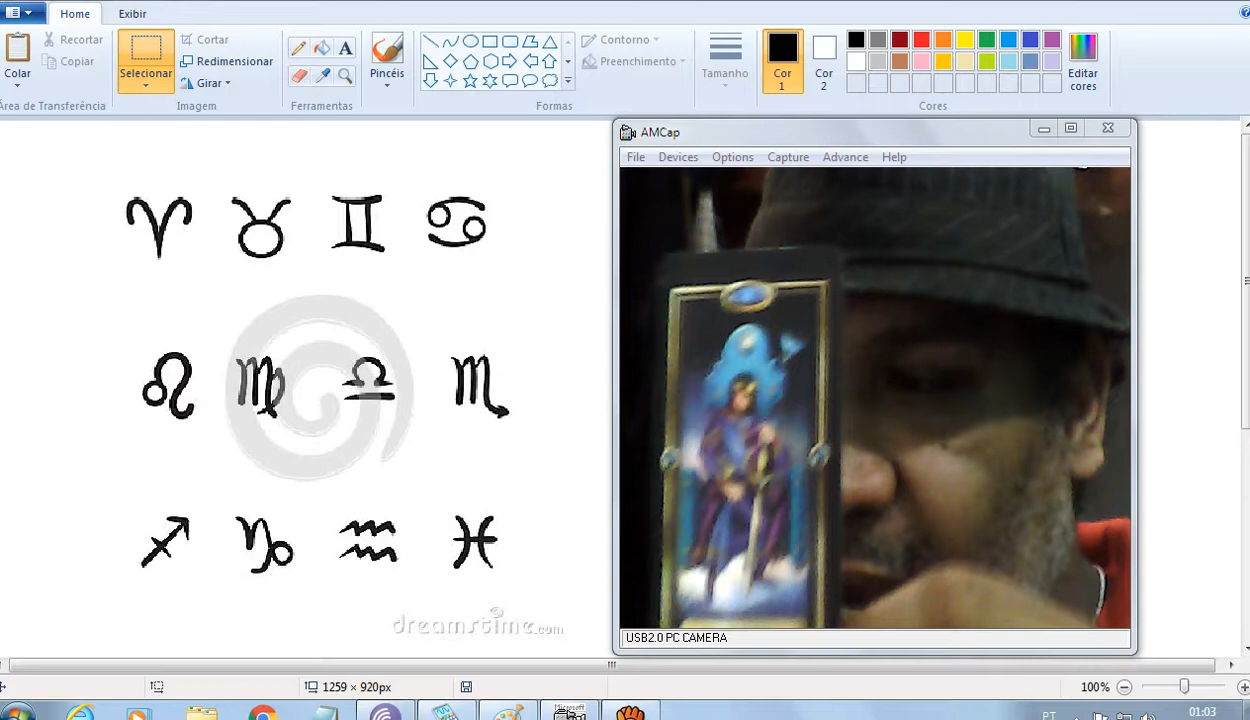 Home
Exibir
Colar
Recortar
Copiar
Área de Transferência
Selecionar
Cortar
Redimensionar
Girar
Imagem
Ferramentas
Pincéis
Contorno
Preenchimento
Formas
Tamanho
Cor 1
Cor 2
Editar cores
Cores
AMCap
File Devices Options Capture Advance Help
♈ ♉ ♊ ♋
♌ ♍ ♎ ♏
♐ ♑ ♒ ♓
dreamstime.com
USB2.0 PC CAMERA
1259 × 920px
100%
Microsoft
PT
01:03